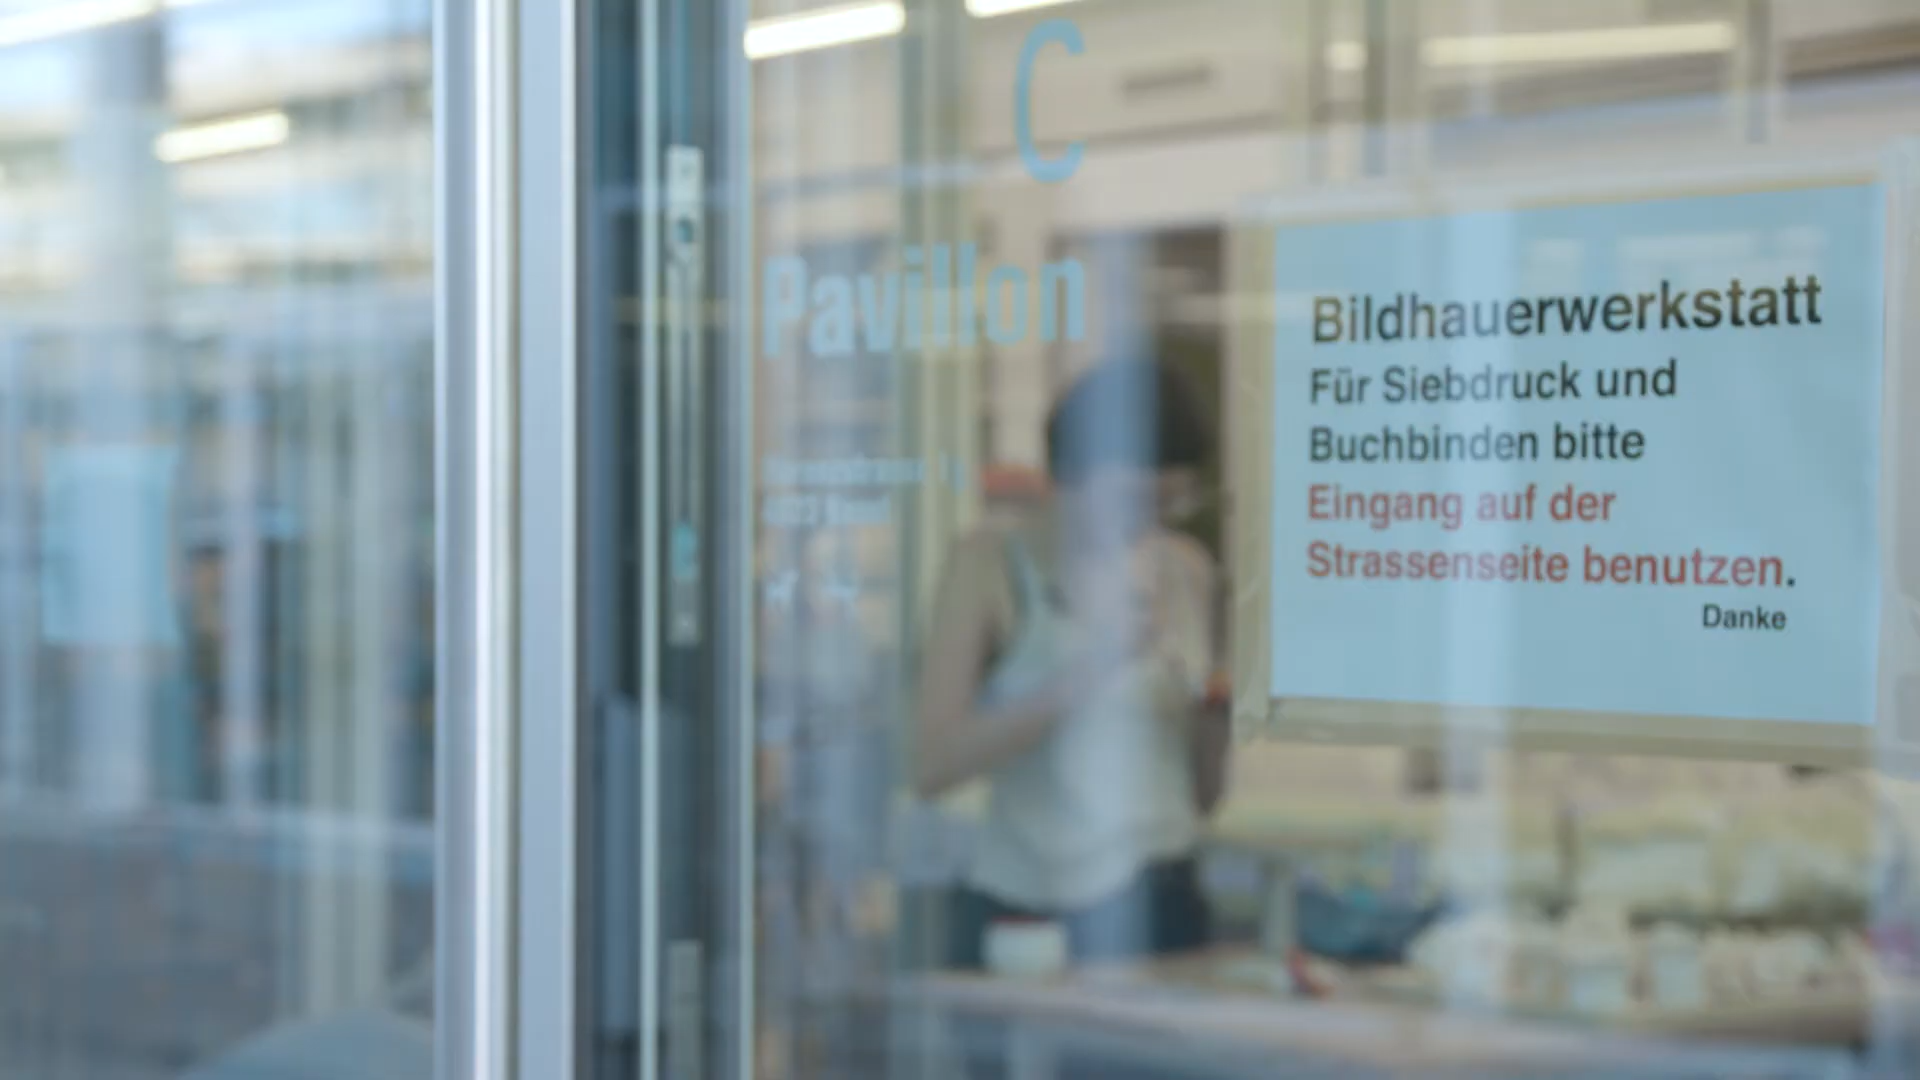 C
Pavillon
Bildhauerwerkstatt
Für Siebdruck und
Buchbinden bitte
Eingang auf der
Strassenseite benutzen.
Danke